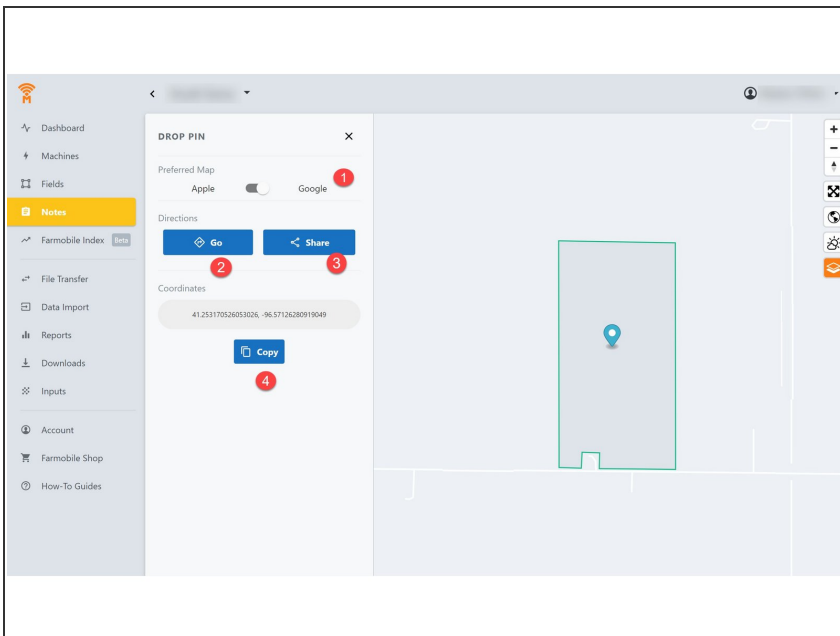 M
Dashboard
Machines
Fields
Notes
Farmobile Index Beta
File Transfer
Data Import
Reports
Downloads
Inputs
Account
Farmobile Shop
How-To Guides
DROP PIN
Preferred Map
Apple Google 1
Directions
Go Share
2 3
Coordinates
41.253170526053026, -96.57126280919049
Copy
4